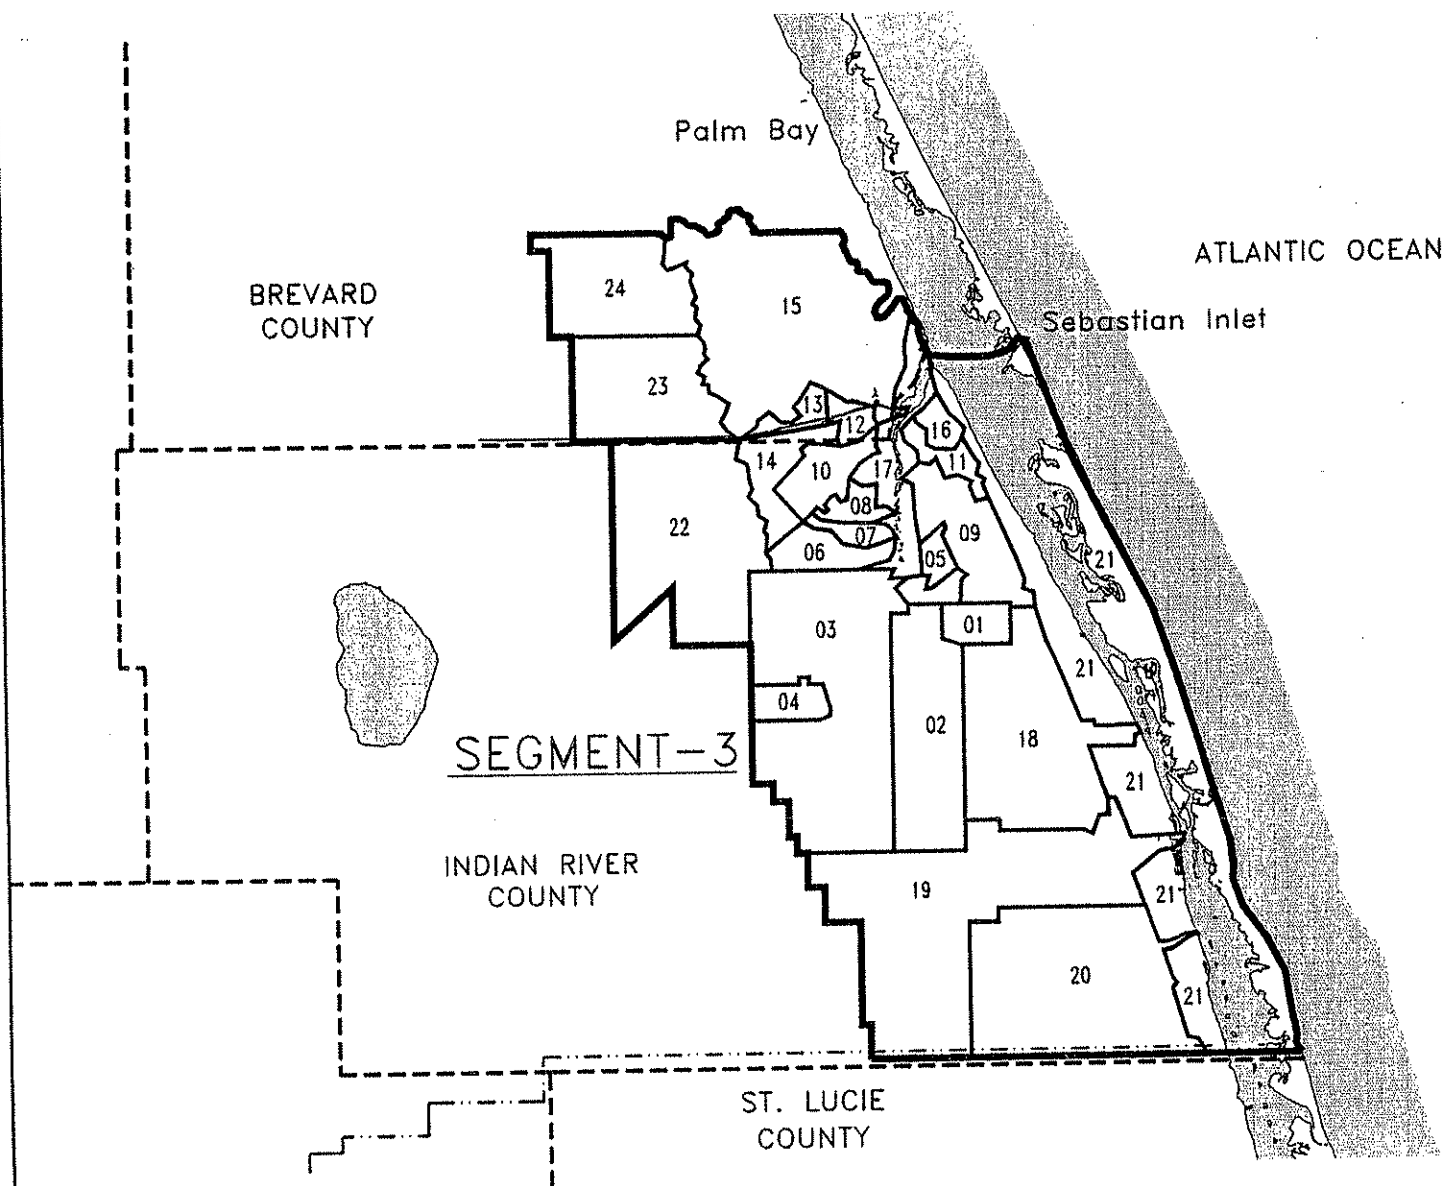 Palm Bay
ATLANTIC OCEAN
BREVARD
COUNTY
24
15
Sebastian Inlet
23
13
12
16
14
10
17
11
08
22
07
09
06
05
21
03
01
21
04
02
18
SEGMENT-3
21
INDIAN RIVER
COUNTY
19
21
20
21
ST. LUCIE
COUNTY